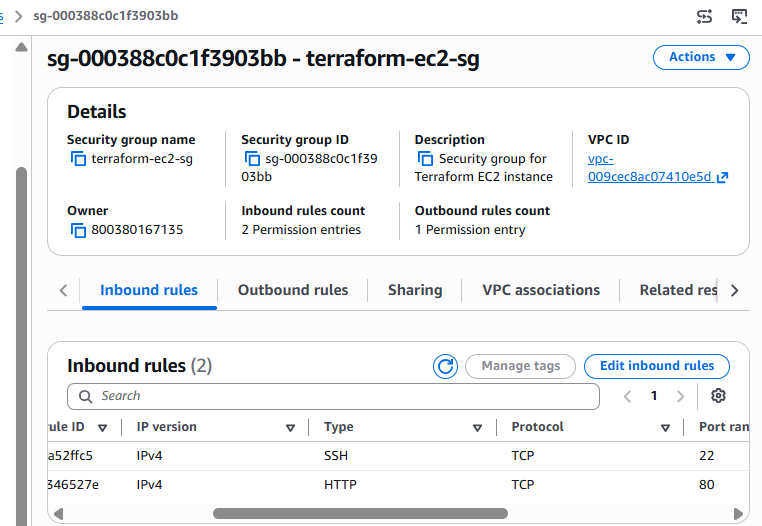 sg-000388c0c1f3903bb
sg-000388c0c1f3903bb - terraform-ec2-sg
Actions
Details
Security group name
terraform-ec2-sg
Security group ID
sg-000388c0c1f39
03bb
Description
Security group for
Terraform EC2 instance
VPC ID
vpc-
009cec8ac07410e5d
Owner
800380167135
Inbound rules count
2 Permission entries
Outbound rules count
1 Permission entry
Inbound rules
Outbound rules
Sharing
VPC associations
Related res
Inbound rules (2)
Manage tags
Edit inbound rules
Search
1
ule ID IP version Type Protocol Port ran
a52ffc5 IPv4 SSH TCP 22
346527e IPv4 HTTP TCP 80